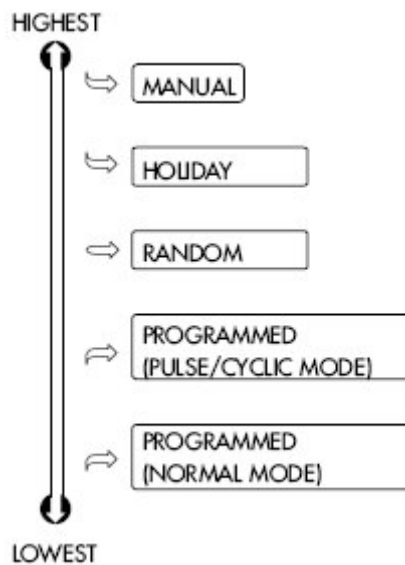 HIGHEST
MANUAL
HOLIDAY
RANDOM
PROGRAMMED
(PULSE/CYCLIC MODE)
PROGRAMMED
(NORMAL MODE)
LOWEST